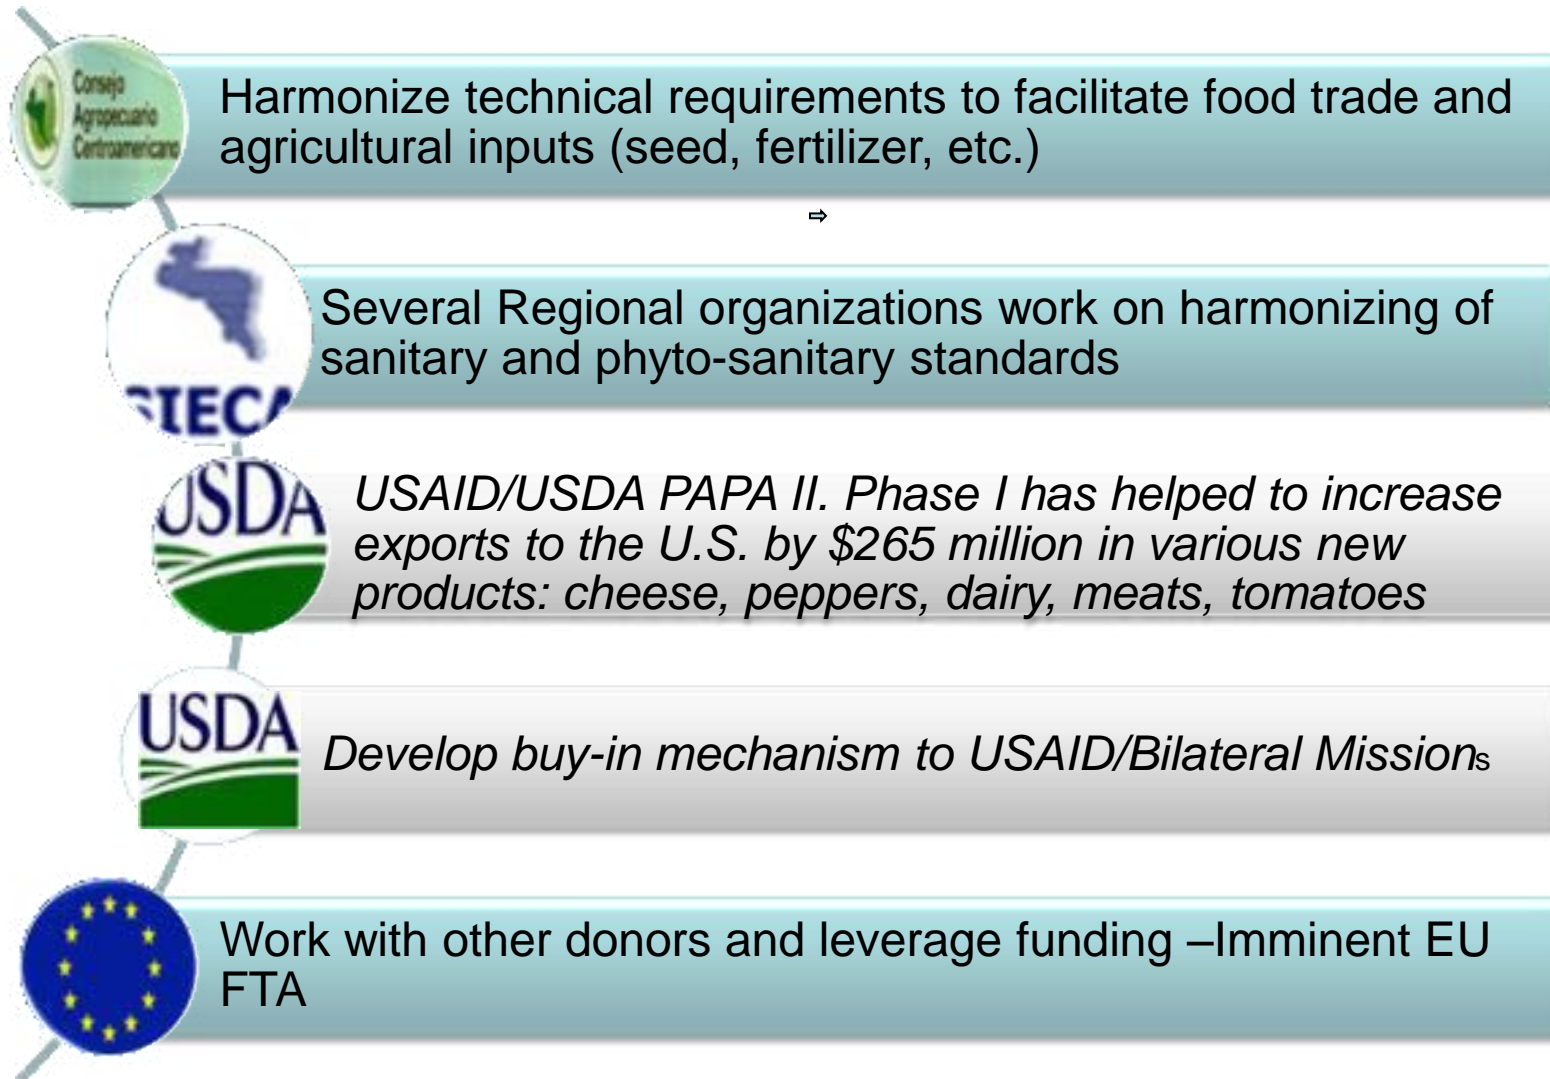 Consejo
Agropecuario
Centroamericano
Harmonize technical requirements to facilitate food trade and
agricultural inputs (seed, fertilizer, etc.)
Several Regional organizations work on harmonizing of
sanitary and phyto-sanitary standards
SIECA
USDA
USAID/USDA PAPA II. Phase I has helped to increase
exports to the U.S. by $265 million in various new
products: cheese, peppers, dairy, meats, tomatoes
USDA
Develop buy-in mechanism to USAID/Bilateral Missions
Work with other donors and leverage funding –Imminent EU
FTA